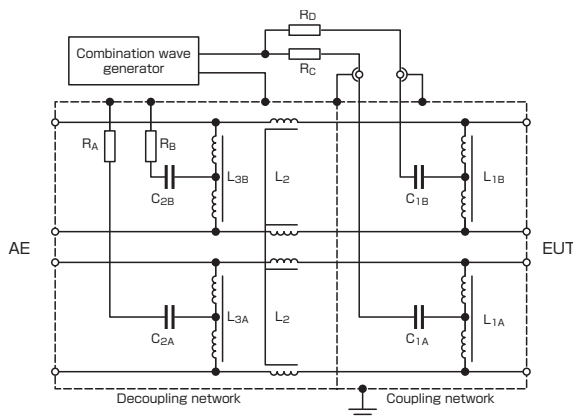 RD
Combination wave
generator
RC
RA
RB
L3B
L2
L1B
C2B
C1B
AE
EUT
L3A
L2
L1A
C2A
C1A
Decoupling network
Coupling network